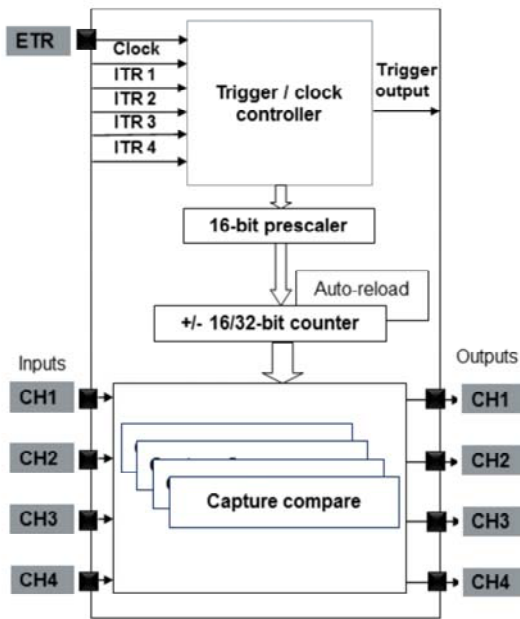 ETR
Clock
ITR 1
ITR 2
ITR 3
ITR 4
Trigger / clock
controller
Trigger
output
16-bit prescaler
Auto-reload
+/- 16/32-bit counter
Inputs
Outputs
CH1
CH1
CH2
CH2
CH3
CH3
CH4
CH4
Capture compare